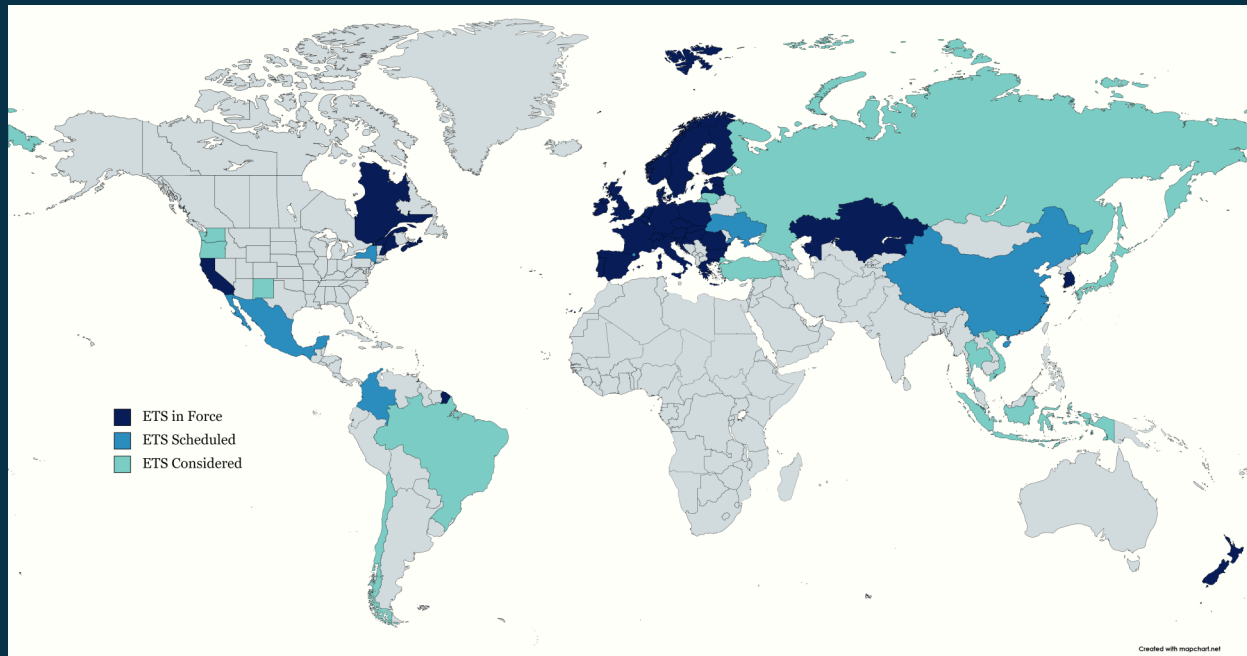 ETS in Force
ETS Scheduled
ETS Considered
Created with mapchart.net